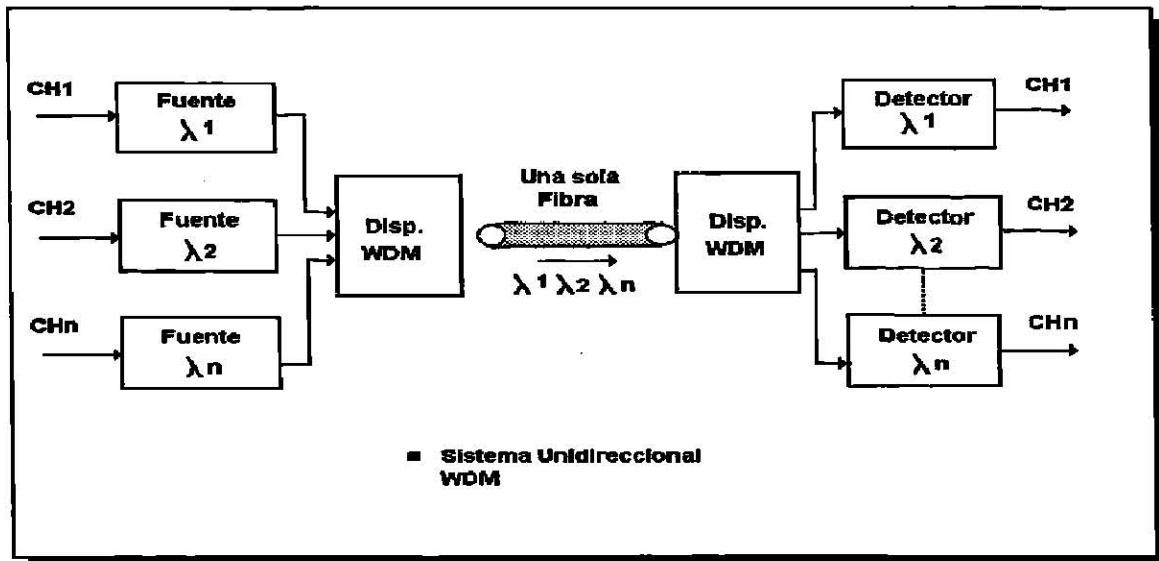 CH1
Fuente
λ1
CH2
Fuente
λ2
CHn
Fuente
λn
Disp.
WDM
Una sola
Fibra
λ1 λ2 λn
Disp.
WDM
Detector
λ1
CH1
Detector
λ2
CH2
Detector
λn
CHn
■ Sistema Unidireccional
WDM